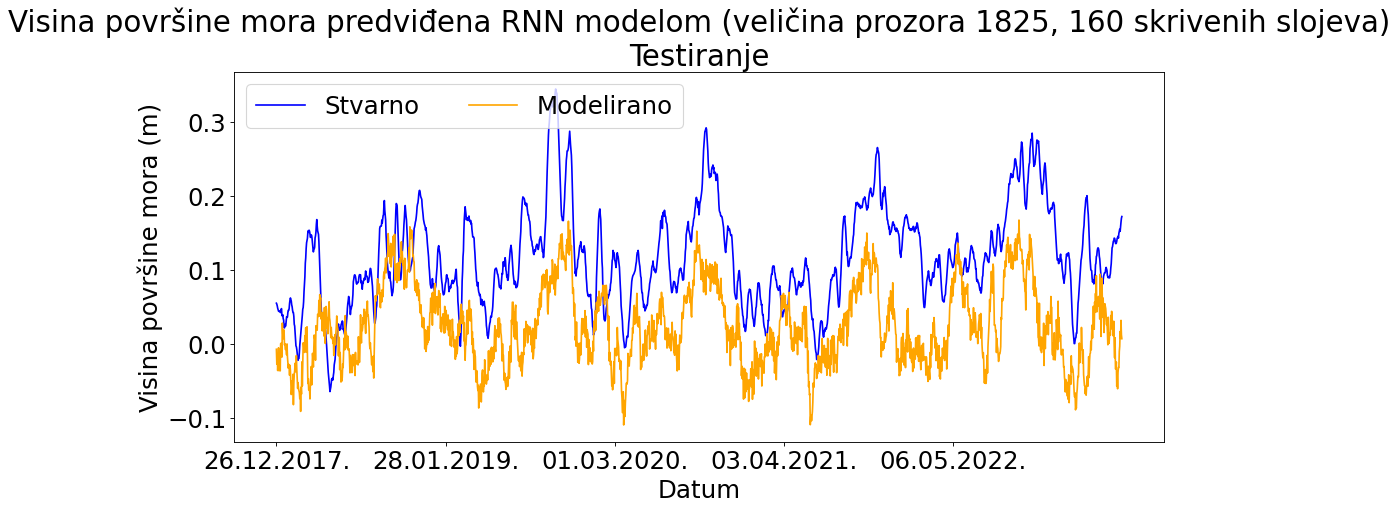 Visina površine mora predviđena RNN modelom (veličina prozora 1825, 160 skrivenih slojeva)
Testiranje
Stvarno Modelirano
Visina površine mora (m)
0.3
0.2
0.1
0.0
−0.1
26.12.2017. 28.01.2019. 01.03.2020. 03.04.2021. 06.05.2022.
Datum